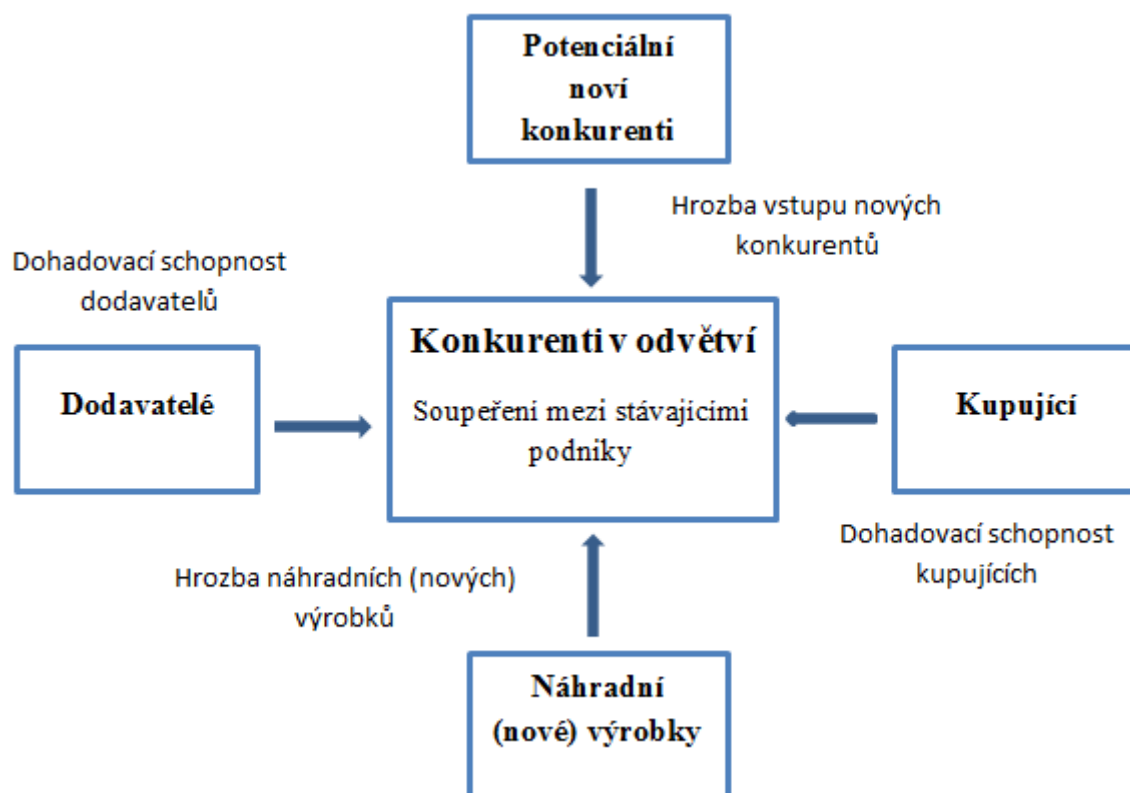 Potenciální
noví
konkurenti
Hrozba vstupu nových
konkurentů
Dohadovací schopnost
dodavatelů
Dodavatelé
Konkurenti v odvětví
Soupeření mezi stávajícími
podniky
Kupující
Dohadovací schopnost
kupujících
Hrozba náhradních (nových)
výrobků
Náhradní
(nové) výrobky